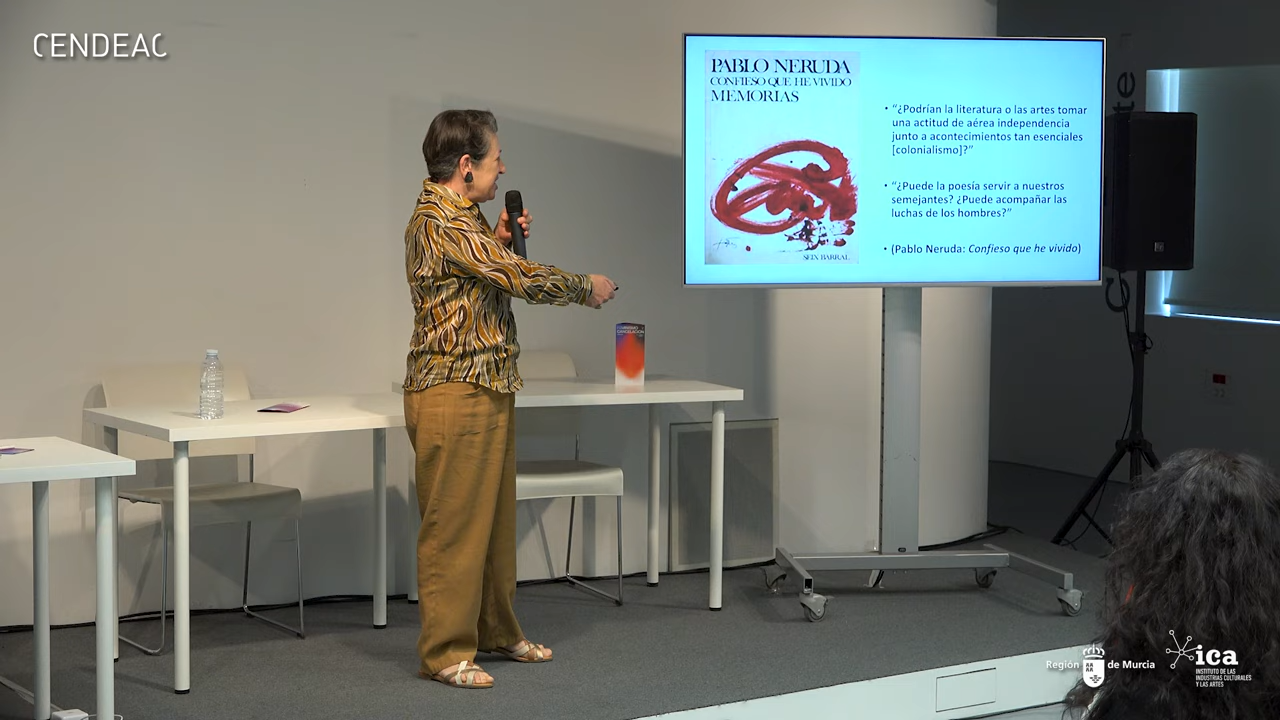 CENDEAC
PABLO NERUDA
CONFIESO QUE HE VIVIDO
MEMORIAS
SEIX BARRAL
• “¿Podrían la literatura o las artes tomar
una actitud de aérea independencia
junto a acontecimientos tan esenciales
[colonialismo]?”
• “¿Puede la poesía servir a nuestros
semejantes? ¿Puede acompañar las
luchas de los hombres?”
• (Pablo Neruda: Confieso que he vivido)
Región de Murcia
ica
INSTITUTO DE LAS
INDUSTRIAS CULTURALES
Y LAS ARTES